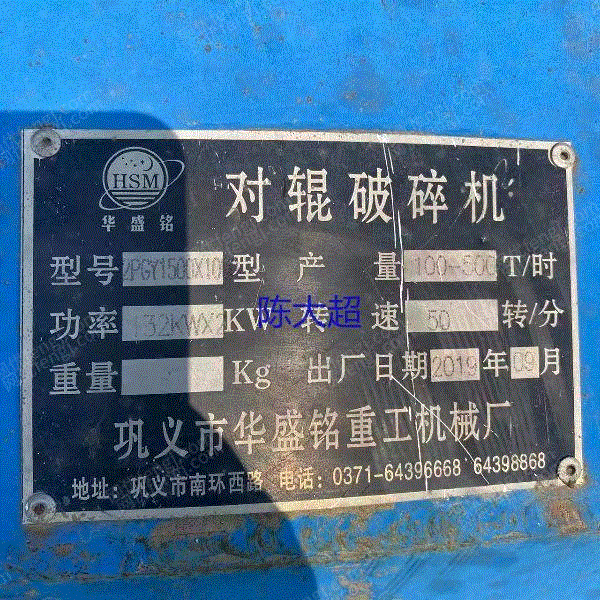 HSM
华盛铭
对辊破碎机
型号 2PGY1500X10 型 产量 100-500 T/时
功率 132KWX2 KW 转速 50 转/分
陈大超
重量 Kg 出厂日期 2019 年 09 月
巩义市华盛铭重工机械厂
地址: 巩义市南环西路 电话: 0371-64396668 64398868